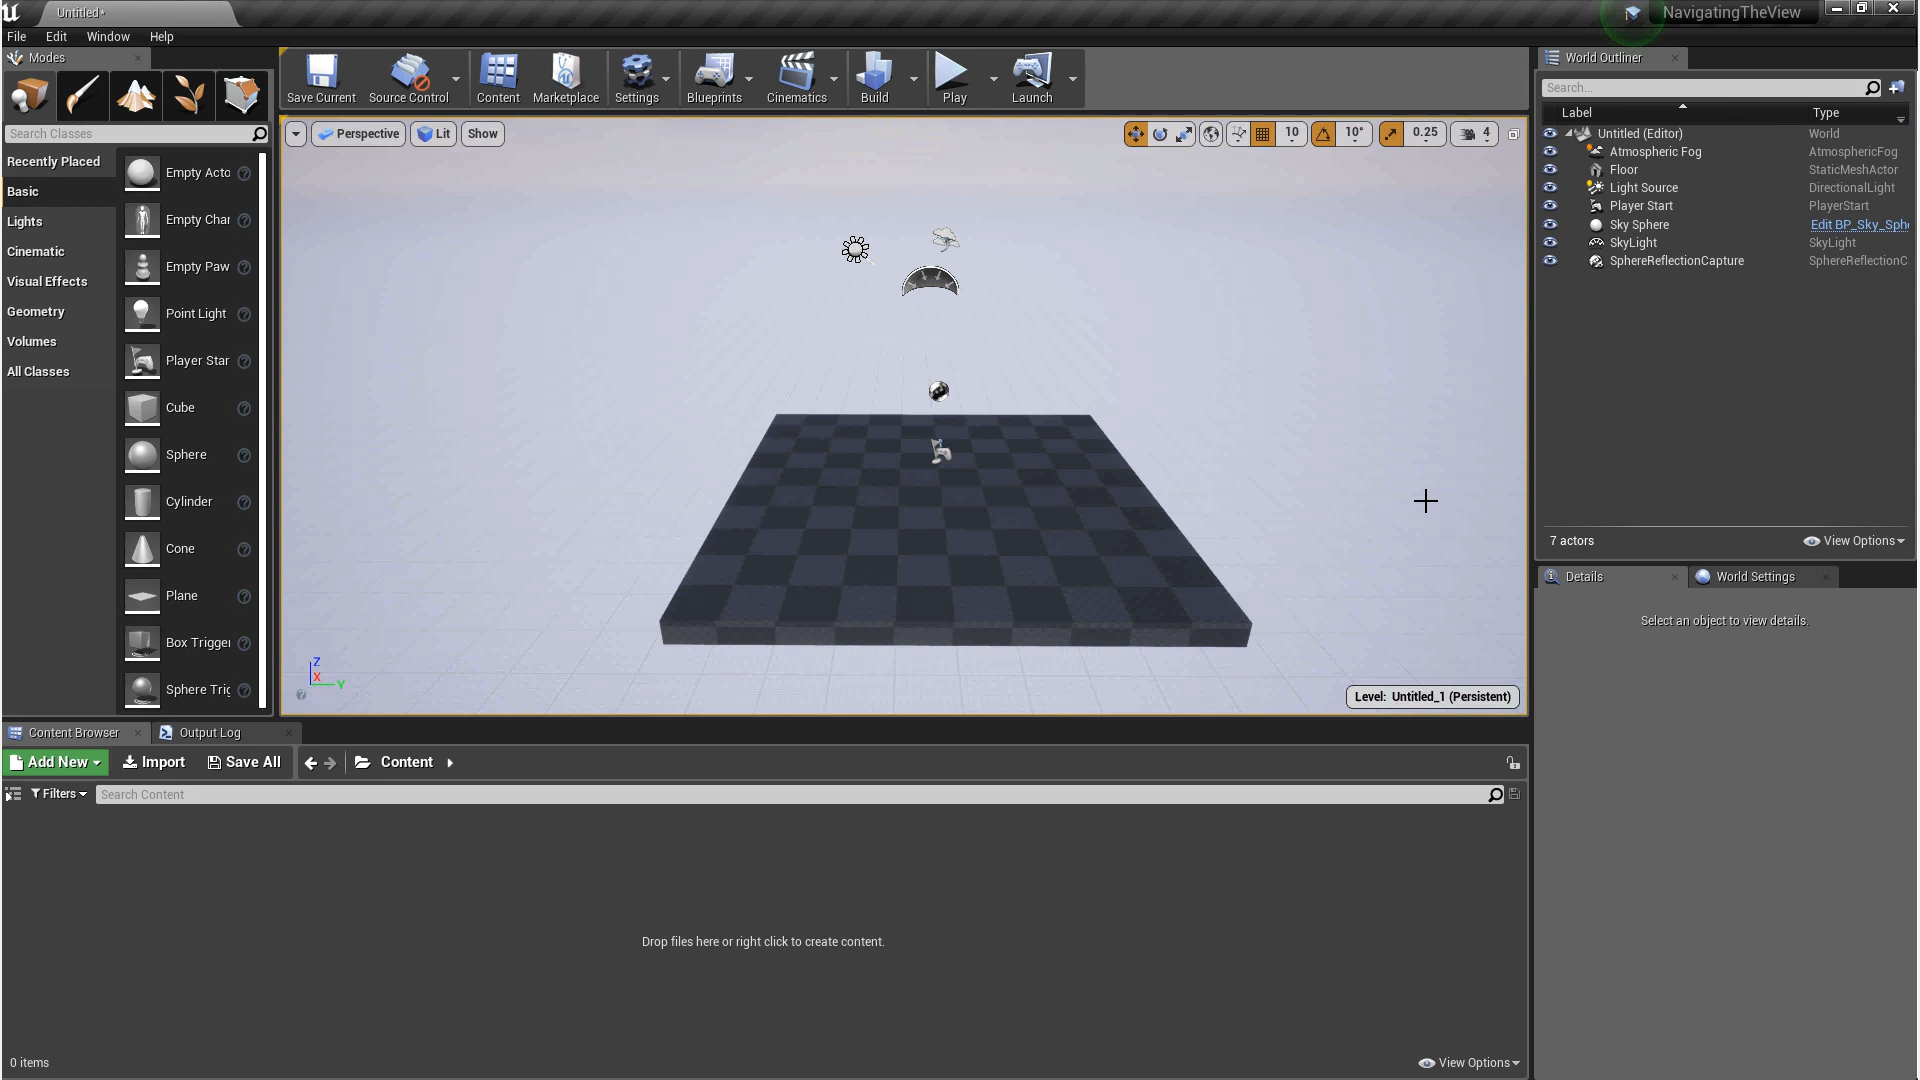 Untitled*
NavigatingTheView
File Edit Window Help
Modes
Search Classes
Recently Placed
Basic
Lights
Cinematic
Visual Effects
Geometry
Volumes
All Classes
Empty Acto
Empty Char
Empty Paw
Point Light
Player Star
Cube
Sphere
Cylinder
Cone
Plane
Box Trigger
Sphere Trig
Save Current
Source Control
Content
Marketplace
Settings
Blueprints
Cinematics
Build
Play
Launch
Perspective
Lit
Show
10
10°
0.25
4
Z
X
Y
Level: Untitled_1 (Persistent)
World Outliner
Search...
Label Type
Untitled (Editor) World
Atmospheric Fog AtmosphericFog
Floor StaticMeshActor
Light Source DirectionalLight
Player Start PlayerStart
Sky Sphere Edit BP_Sky_Sphe
SkyLight SkyLight
SphereReflectionCapture SphereReflectionC
7 actors
View Options
Details
World Settings
Select an object to view details.
Content Browser
Output Log
Add New
Import
Save All
Content
Filters
Search Content
Drop files here or right click to create content.
0 items
View Options